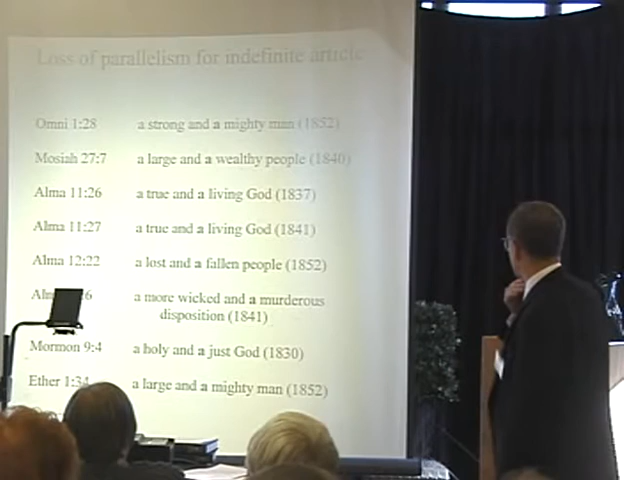 Loss of parallelism for indefinite article
Omni 1:28 a strong and a mighty man (1852)
Mosiah 27:7 a large and a wealthy people (1840)
Alma 11:26 a true and a living God (1837)
Alma 11:27 a true and a living God (1841)
Alma 12:22 a lost and a fallen people (1852)
a more wicked and a murderous
disposition (1841)
Mormon 9:4 a holy and a just God (1830)
Ether 1:34 a large and a mighty man (1852)